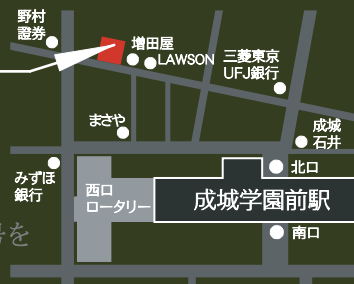 野村
證券
増田屋
LAWSON
三菱東京
UFJ銀行
まさや
成城
石井
みずほ
銀行
西口
ロータリー
北口
成城学園前駅
南口
を